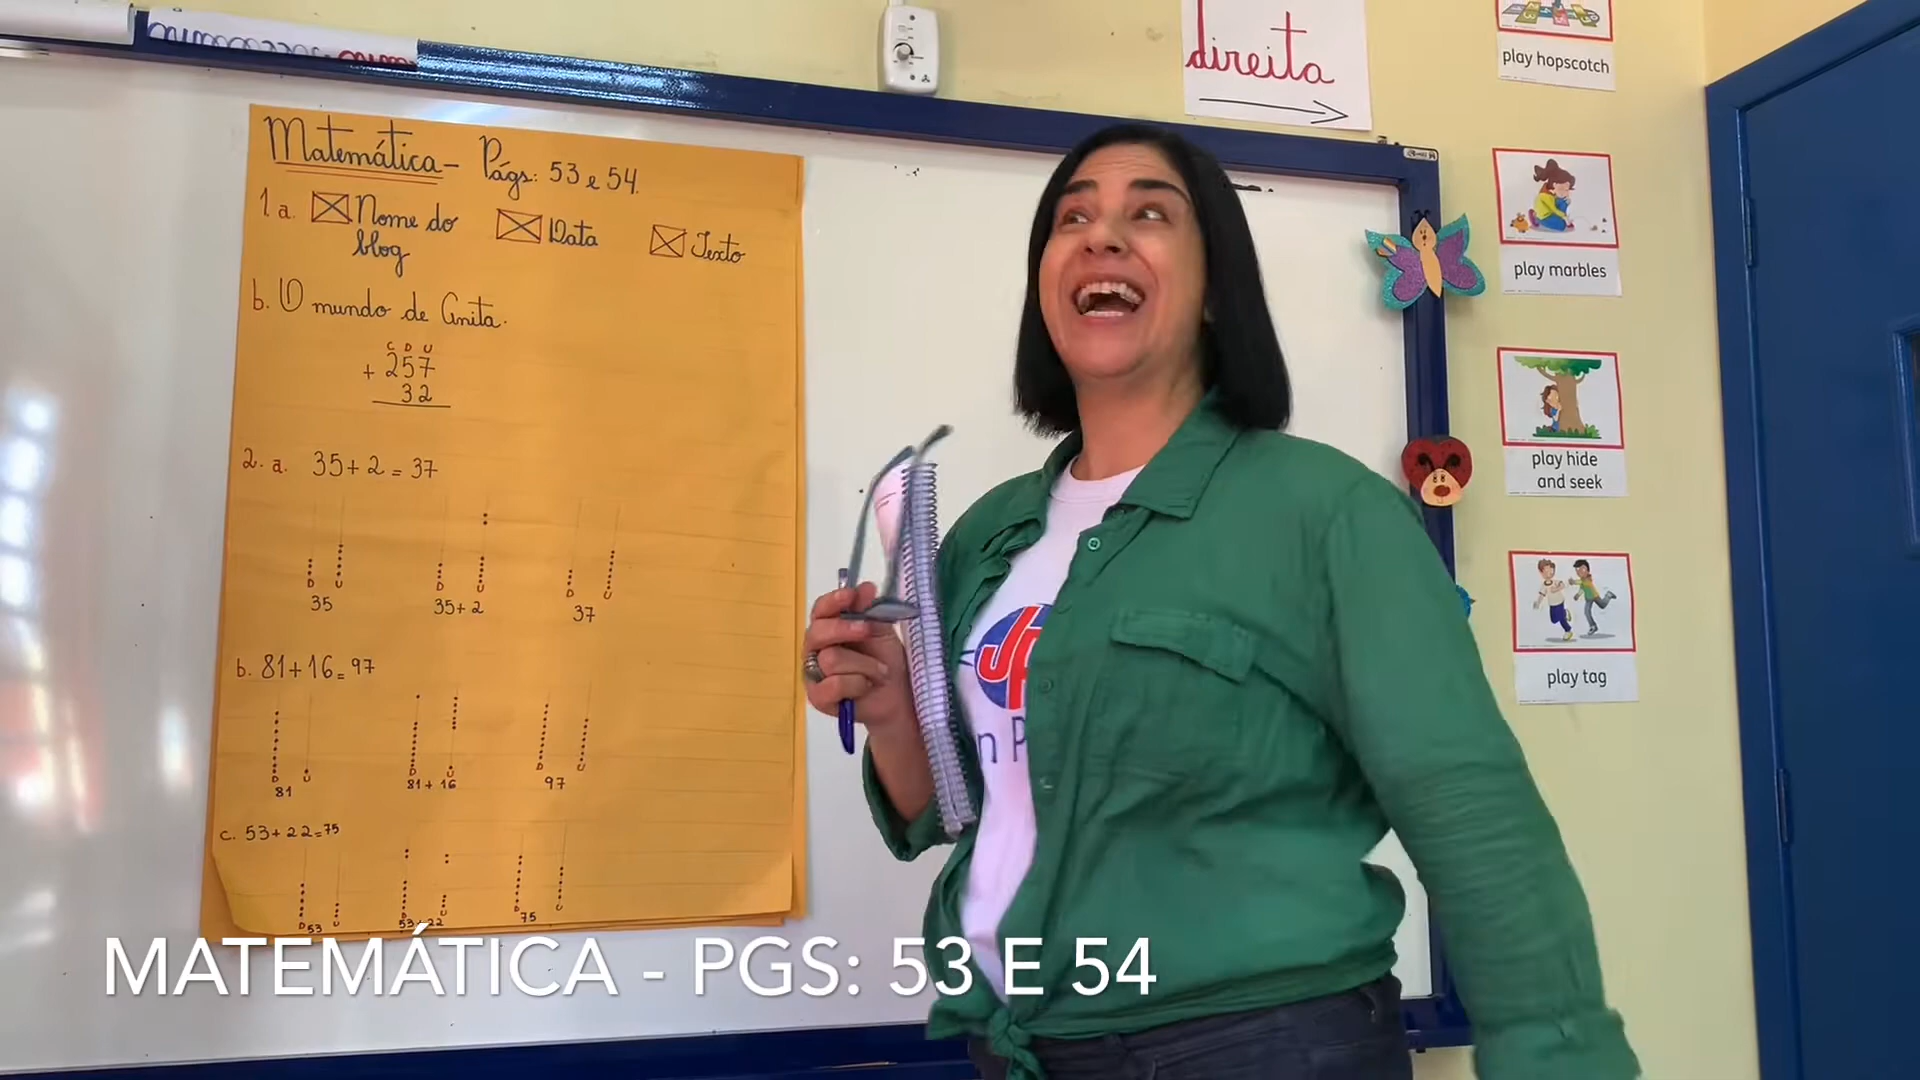 direita
play hopscotch
Matemática - Págs: 53 e 54.
1. a. Nome do blog Data Texto
b. O mundo de Anita.
C D U
+ 257
32
2. a. 35 + 2 = 37
D U D U D U
35 35+2 37
b. 81+16 = 97
D U D U D U
81 81+16 97
c. 53+22=75
D U D U D U
53 53+22 75
play marbles
play hide
and seek
play tag
MATEMÁTICA - PGS: 53 E 54